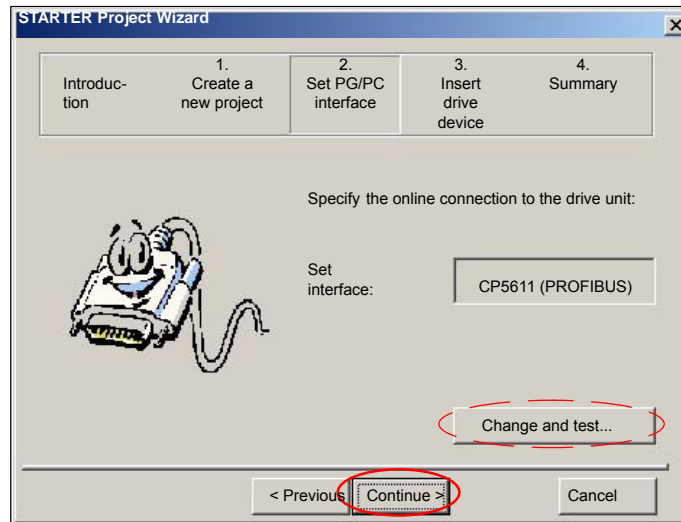 STARTER Project Wizard
Introduc-
tion
1.
Create a
new project
2.
Set PG/PC
interface
3.
Insert
drive
device
4.
Summary
Specify the online connection to the drive unit:
Set
interface:
CP5611 (PROFIBUS)
Change and test...
< Previous
Continue >
Cancel